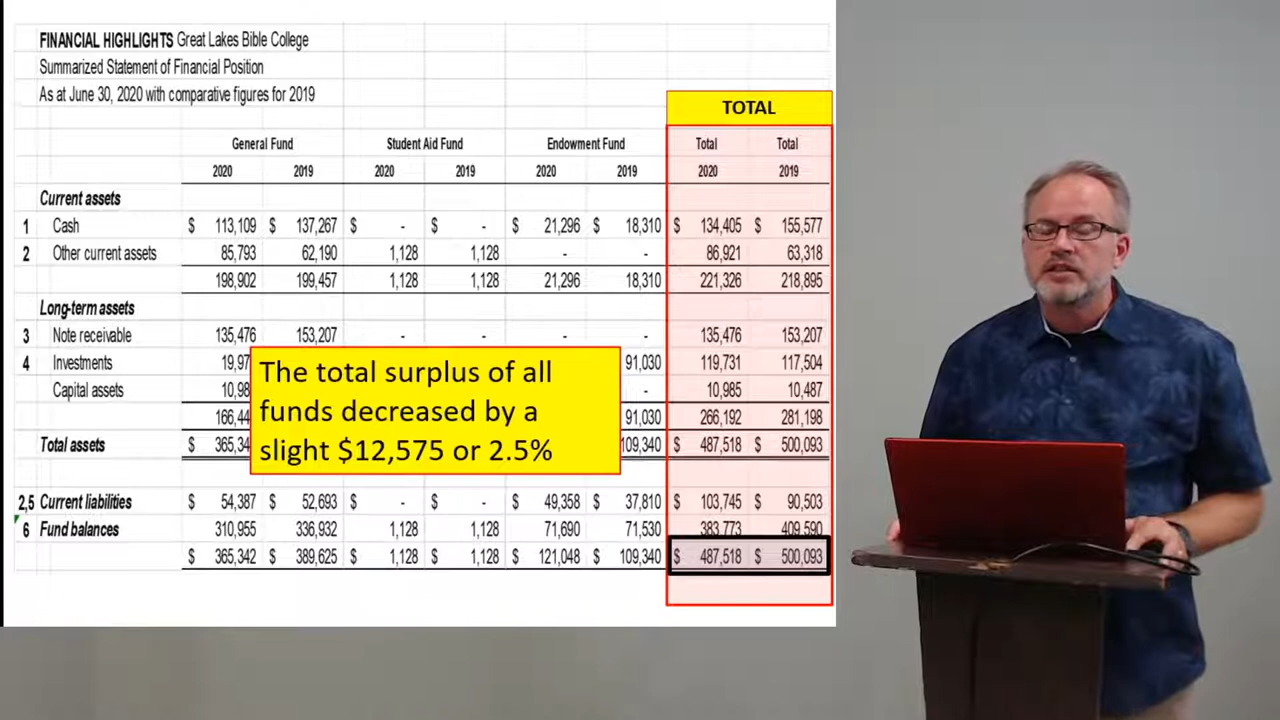 FINANCIAL HIGHLIGHTS Great Lakes Bible College
Summarized Statement of Financial Position
As at June 30, 2020 with comparative figures for 2019
TOTAL
General Fund Student Aid Fund Endowment Fund Total Total
2020 2019 2020 2019 2020 2019 2020 2019
Current assets
1 Cash $ 113,109 $ 137,267 $ - $ - $ 21,296 $ 18,310 $ 134,405 $ 155,577
2 Other current assets 85,793 62,190 1,128 1,128 - - 86,921 63,318
198,902 199,457 1,128 1,128 21,296 18,310 221,326 218,895
Long-term assets
3 Note receivable 135,476 153,207 - - - - 135,476 153,207
4 Investments 19,97 91,030 119,731 117,504
Capital assets 10,98 - 10,985 10,487
166,44 91,030 266,192 281,198
Total assets $ 365,34 109,340 $ 487,518 $ 500,093
The total surplus of all
funds decreased by a
slight $12,575 or 2.5%
2,5 Current liabilities $ 54,387 $ 52,693 $ - $ - $ 49,358 $ 37,810 $ 103,745 $ 90,503
6 Fund balances 310,955 336,932 1,128 1,128 71,690 71,530 383,773 409,590
$ 365,342 $ 389,625 $ 1,128 $ 1,128 $ 121,048 $ 109,340 $ 487,518 $ 500,093